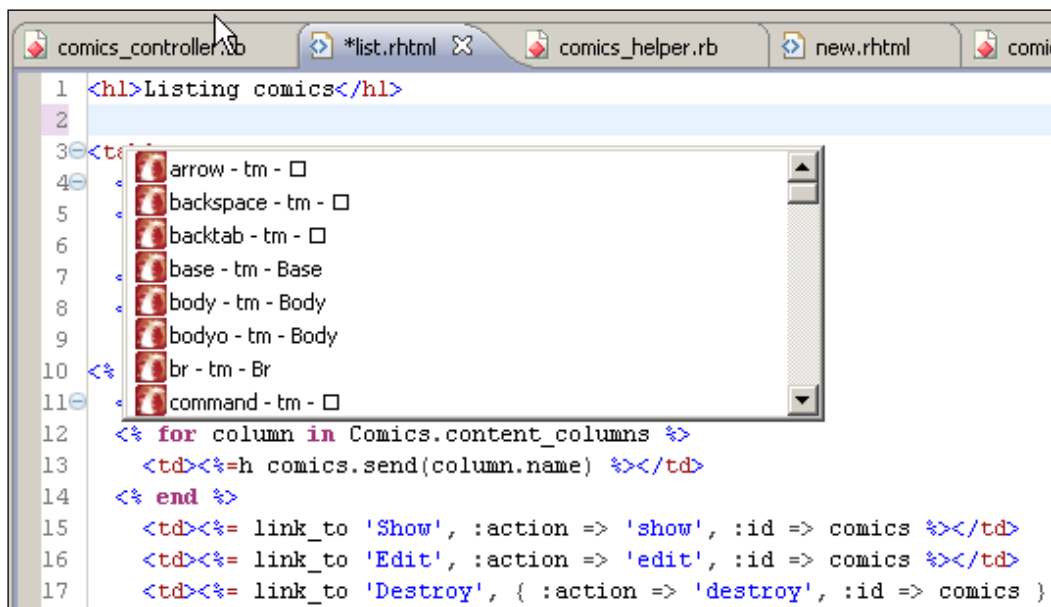 comics_controller.rb *list.rhtml comics_helper.rb new.rhtml comic
1 <h1>Listing comics</h1>
2
3 <tabl
arrow - tm - □
4 <
backspace - tm - □
5 <
backtab - tm - □
6
base - tm - Base
7 <
body - tm - Body
8 <
bodyo - tm - Body
9
br - tm - Br
10 <%
command - tm - □
11 <
12 <% for column in Comics.content_columns %>
13 <td><%=h comics.send(column.name) %></td>
14 <% end %>
15 <td><%= link_to 'Show', :action => 'show', :id => comics %></td>
16 <td><%= link_to 'Edit', :action => 'edit', :id => comics %></td>
17 <td><%= link_to 'Destroy', { :action => 'destroy', :id => comics }